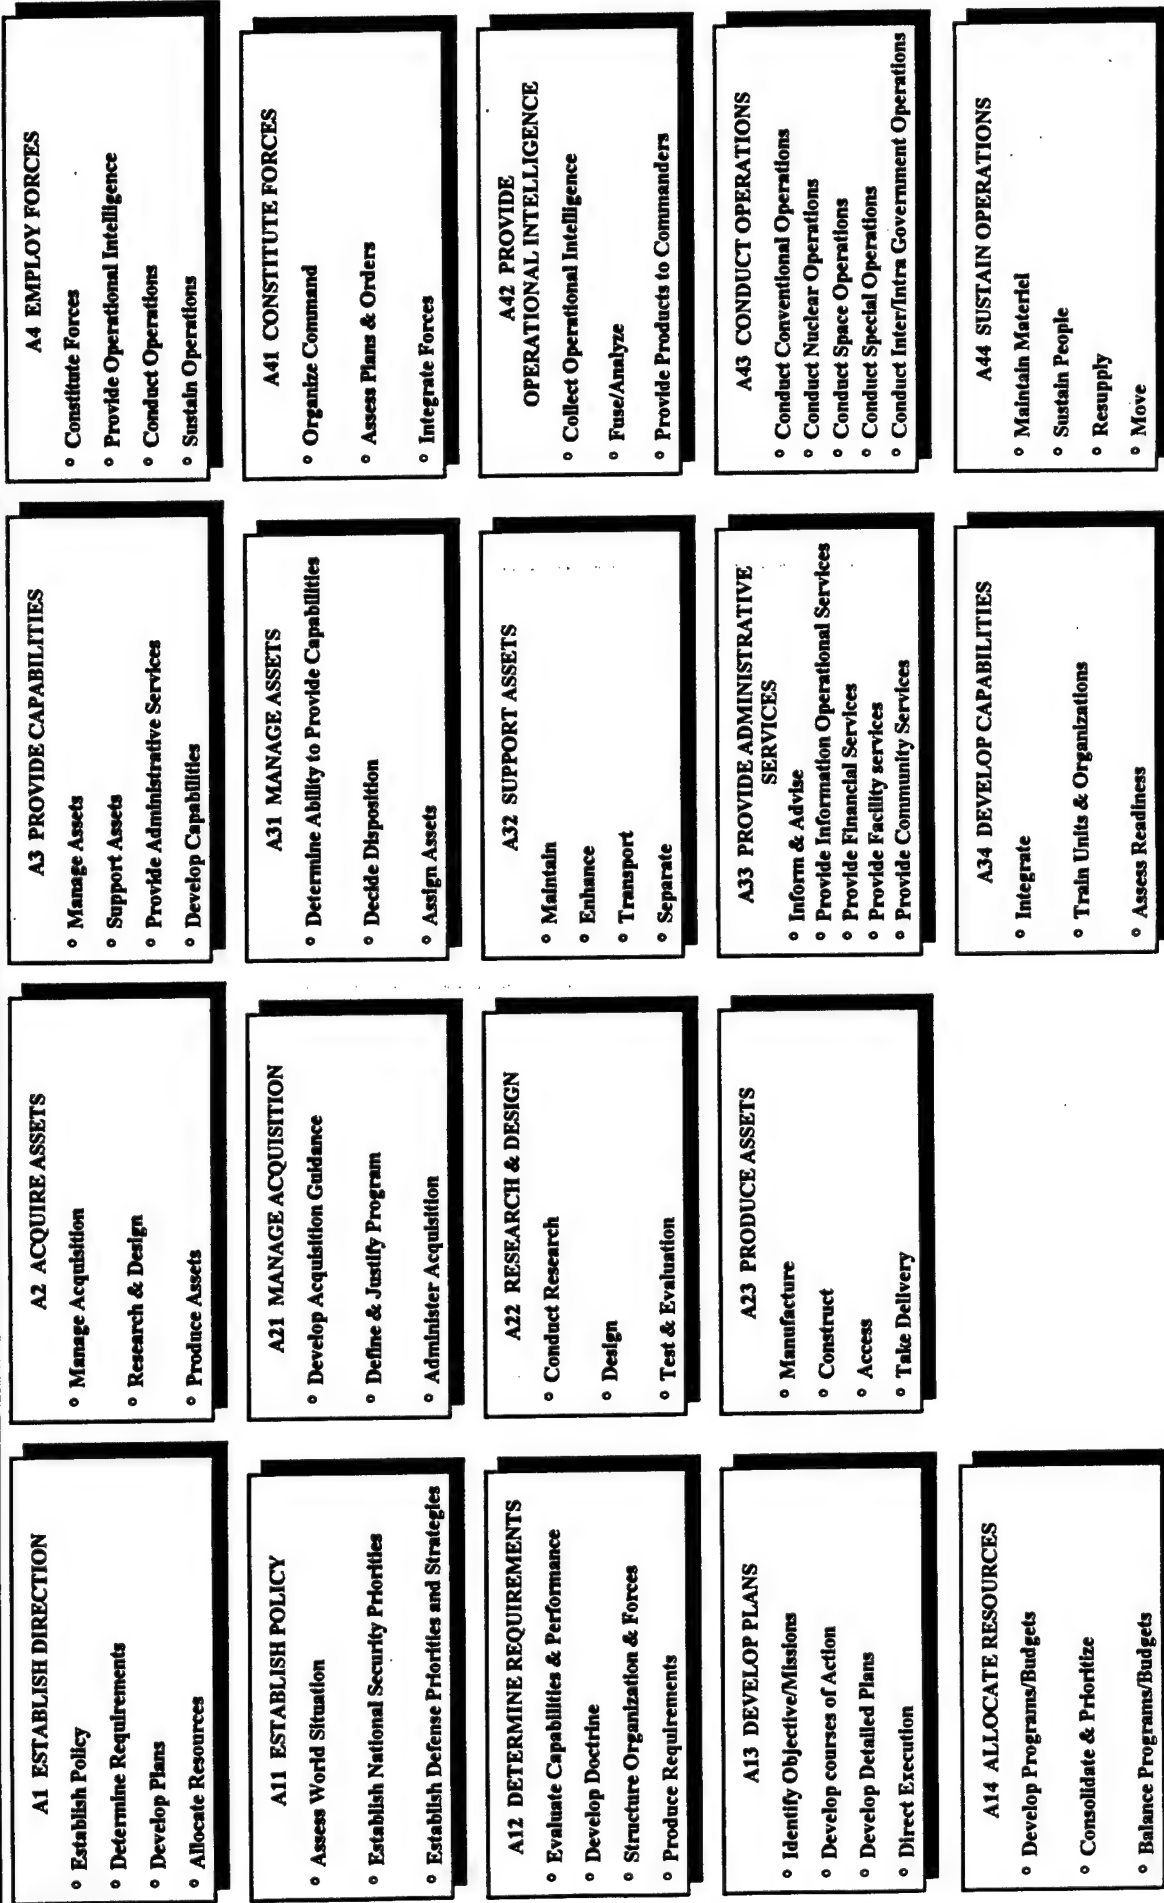 A1 ESTABLISH DIRECTION
° Establish Policy
° Determine Requirements
° Develop Plans
° Allocate Resources
A2 ACQUIRE ASSETS
° Manage Acquisition
° Research & Design
° Produce Assets
A3 PROVIDE CAPABILITIES
° Manage Assets
° Support Assets
° Provide Administrative Services
° Develop Capabilities
A4 EMPLOY FORCES
° Constitute Forces
° Provide Operational Intelligence
° Conduct Operations
° Sustain Operations
A11 ESTABLISH POLICY
° Assess World Situation
° Establish National Security Priorities
° Establish Defense Priorities and Strategies
A21 MANAGE ACQUISITION
° Develop Acquisition Guidance
° Define & Justify Program
° Administer Acquisition
A31 MANAGE ASSETS
° Determine Ability to Provide Capabilities
° Decide Disposition
° Assign Assets
A41 CONSTITUTE FORCES
° Organize Command
° Assess Plans & Orders
° Integrate Forces
A12 DETERMINE REQUIREMENTS
° Evaluate Capabilities & Performance
° Develop Doctrine
° Structure Organization & Forces
° Produce Requirements
A22 RESEARCH & DESIGN
° Conduct Research
° Design
° Test & Evaluation
A32 SUPPORT ASSETS
° Maintain
° Enhance
° Transport
° Separate
A42 PROVIDE
OPERATIONAL INTELLIGENCE
° Collect Operational Intelligence
° Fuse/Analyze
° Provide Products to Commanders
A13 DEVELOP PLANS
° Identify Objective/Missions
° Develop courses of Action
° Develop Detailed Plans
° Direct Execution
A23 PRODUCE ASSETS
° Manufacture
° Construct
° Access
° Take Delivery
A33 PROVIDE ADMINISTRATIVE
SERVICES
° Inform & Advise
° Provide Information Operational Services
° Provide Financial Services
° Provide Facility services
° Provide Community Services
A43 CONDUCT OPERATIONS
° Conduct Conventional Operations
° Conduct Nuclear Operations
° Conduct Space Operations
° Conduct Special Operations
° Conduct Inter/Intra Government Operations
A14 ALLOCATE RESOURCES
° Develop Programs/Budgets
° Consolidate & Prioritize
° Balance Programs/Budgets
A34 DEVELOP CAPABILITIES
° Integrate
° Train Units & Organizations
° Assess Readiness
A44 SUSTAIN OPERATIONS
° Maintain Materiel
° Sustain People
° Resupply
° Move